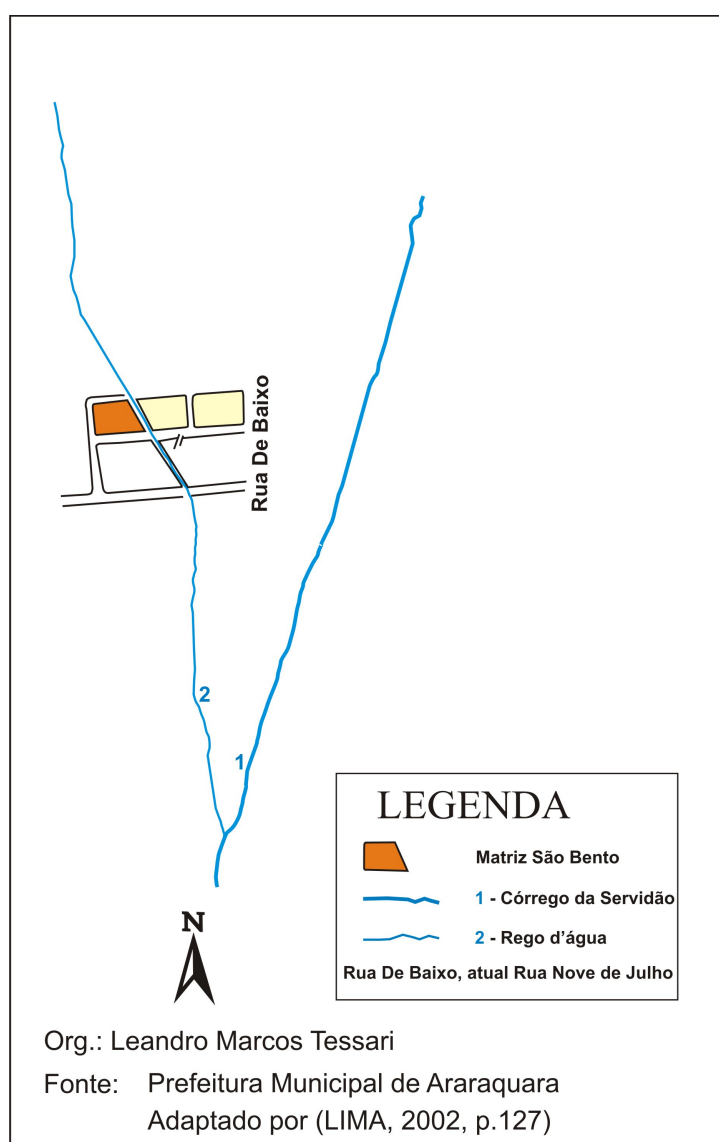 Rua De Baixo
2
1
LEGENDA
Matriz São Bento
1 - Córrego da Servidão
2 - Rego d'água
Rua De Baixo, atual Rua Nove de Julho
N
Org.: Leandro Marcos Tessari
Fonte: Prefeitura Municipal de Araraquara
Adaptado por (LIMA, 2002, p.127)